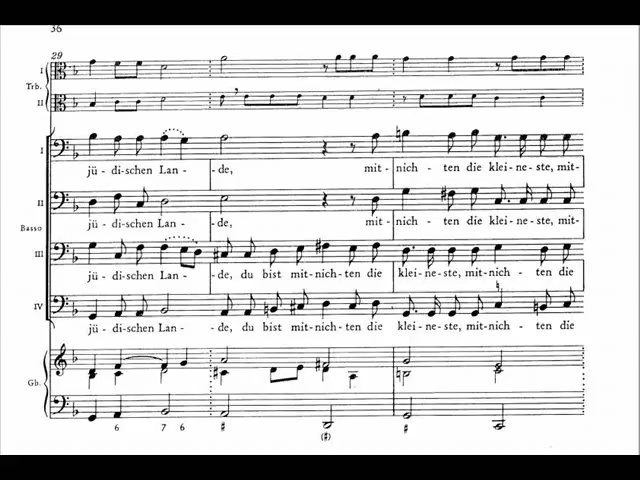 36
29
I
Trb.
II
I
jü-di-schen Lan-de, mit-nich-ten die klei-ne-ste, mit-
II
jü-di-schen Lan-de, mit-nich-ten die klei-ne-ste, mit-
Basso
III
jü-di-schen Lan-de, du bist mit-nich-ten die klei-ne-ste, mitnich-ten die
IV
jü-di-schen Lan-de, du bist mit-nich-ten die klei-ne-ste, mit-nich-ten die
Gb.
6 7 6 # (#) #